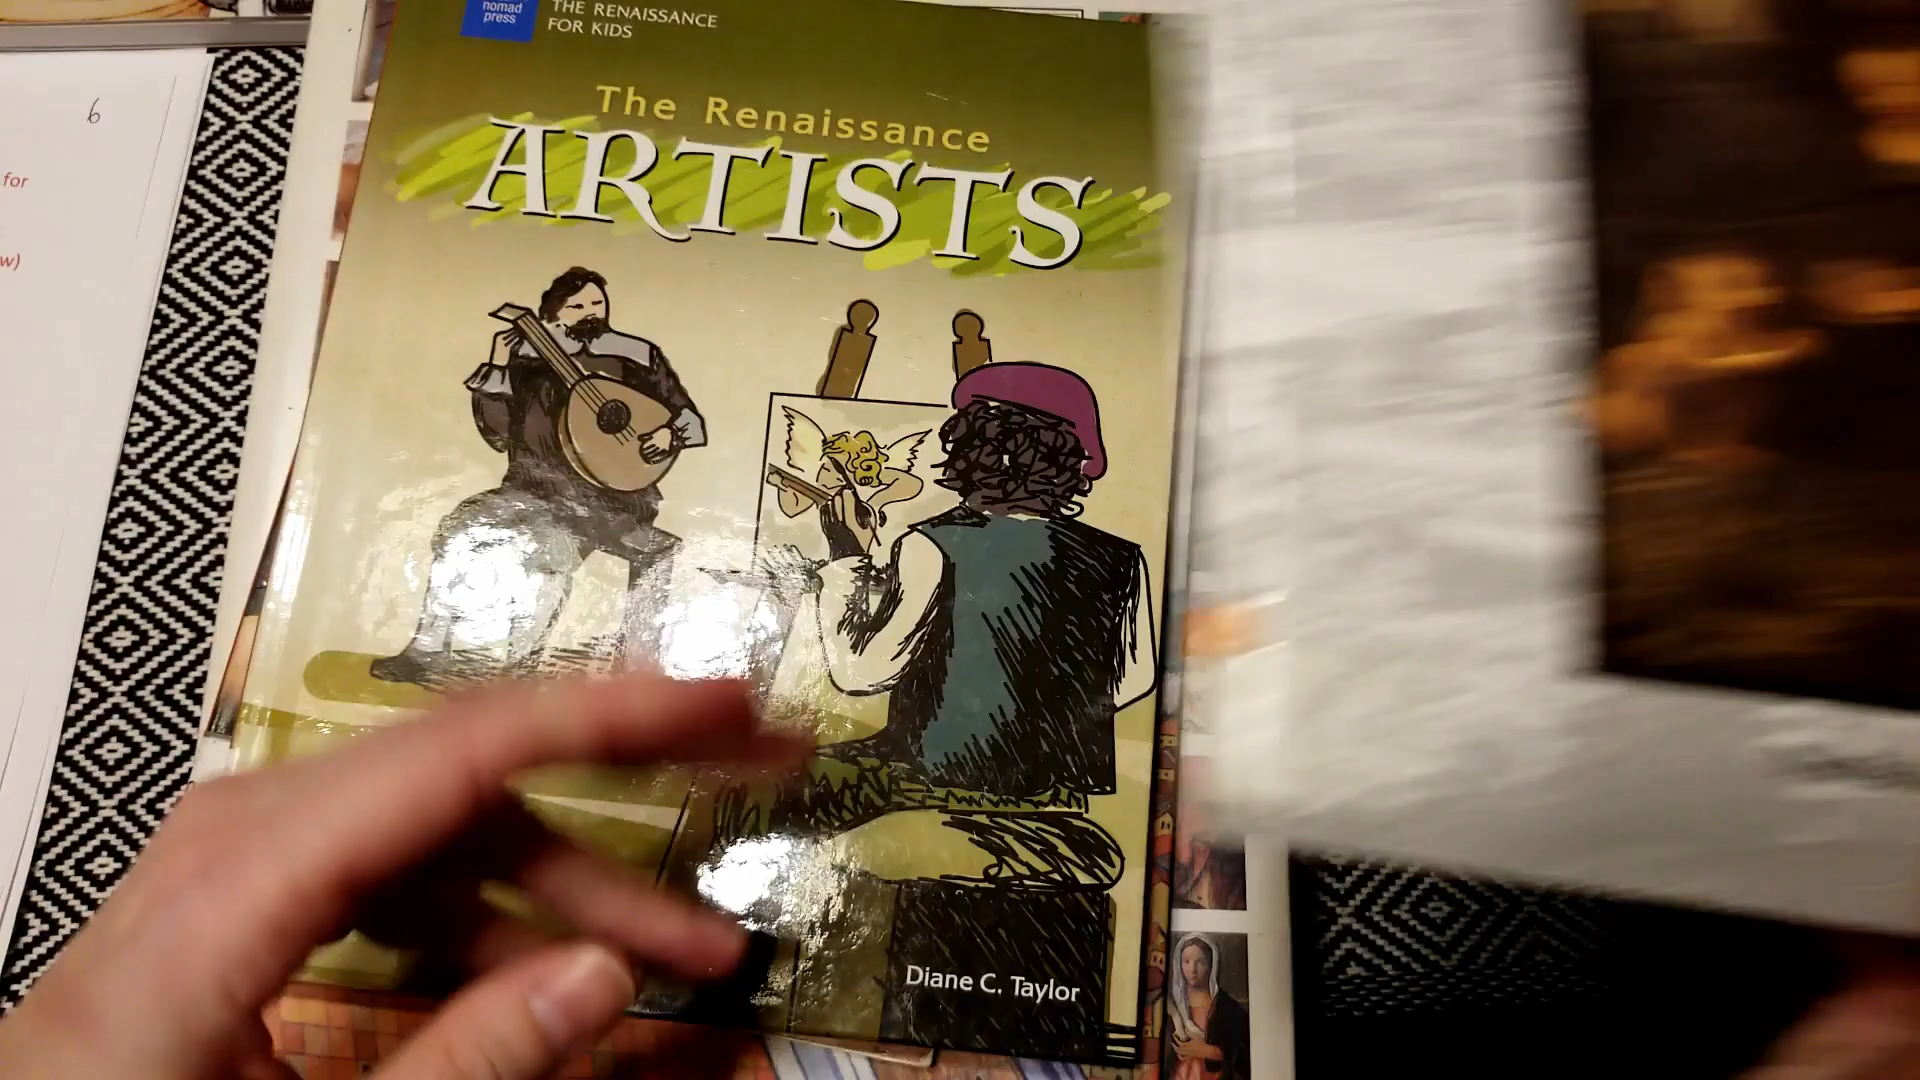 6
for
w)
nomad
press
THE RENAISSANCE
FOR KIDS
The Renaissance
ARTISTS
Diane C. Taylor